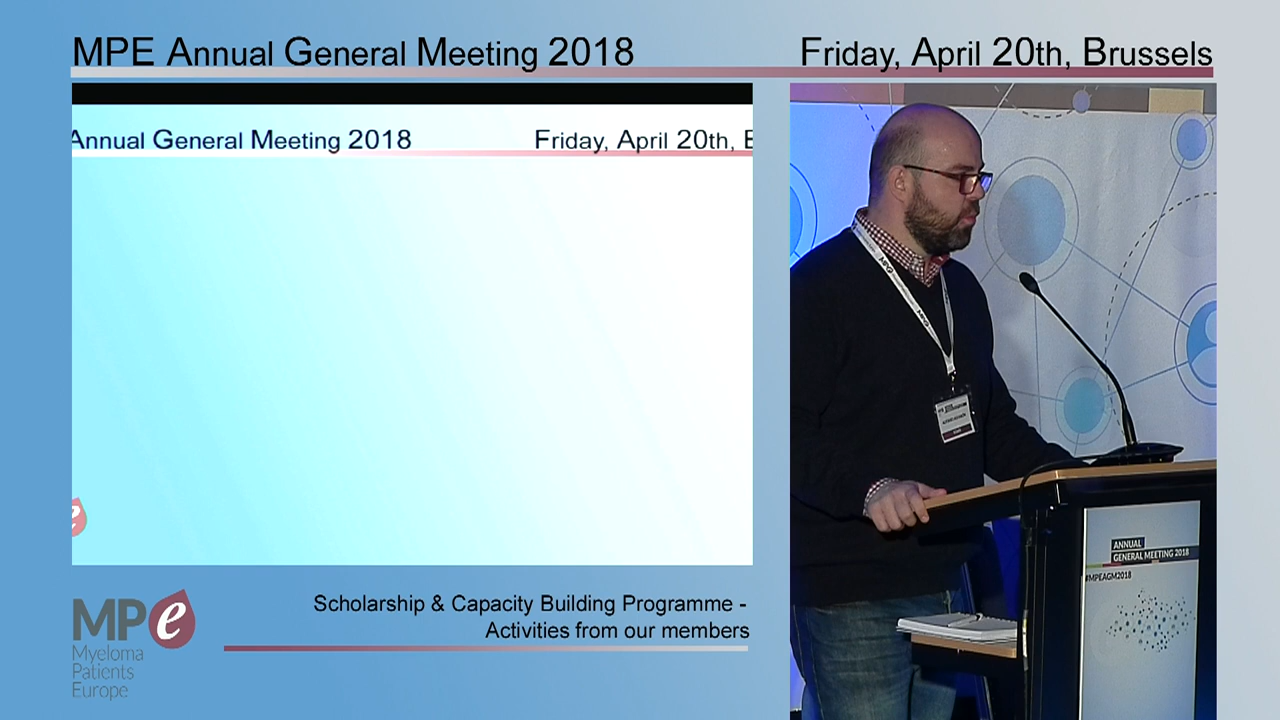 MPE ANNUAL GENERAL MEETING 2018
FRIDAY, APRIL 20TH, BRUSSELS
ANNUAL GENERAL MEETING 2018
FRIDAY, APRIL 20TH,
ANNUAL
GENERAL MEETING 2018
#MPEAGM2018
Scholarship & Capacity Building Programme -
Activities from our members
MPe
Myeloma
Patients
Europe